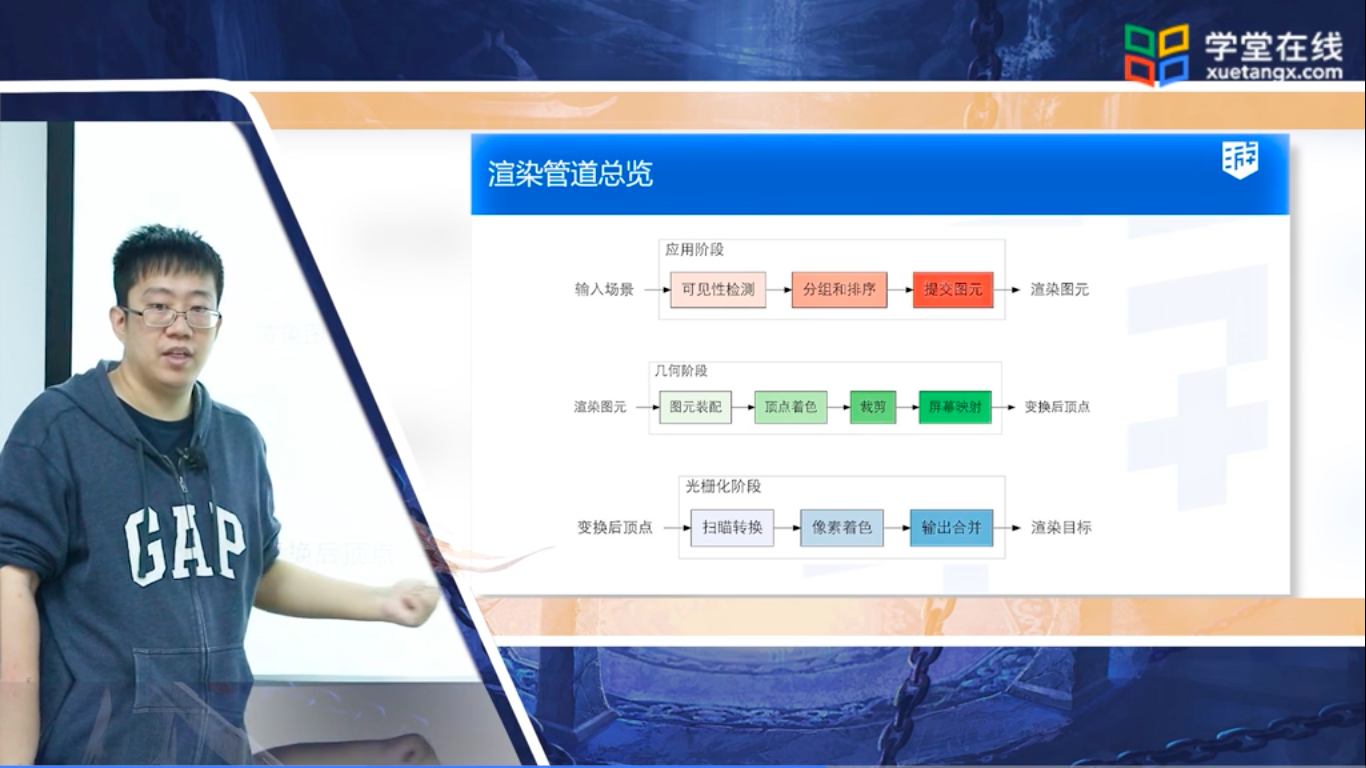 学堂在线
xuetangx.com
渲染管道总览
应用阶段
输入场景
可见性检测
分组和排序
提交图元
渲染图元
几何阶段
渲染图元
图元装配
顶点着色
裁剪
屏幕映射
变换后顶点
光栅化阶段
变换后顶点
扫瞄转换
像素着色
输出合并
渲染目标
GAP
换后顶点